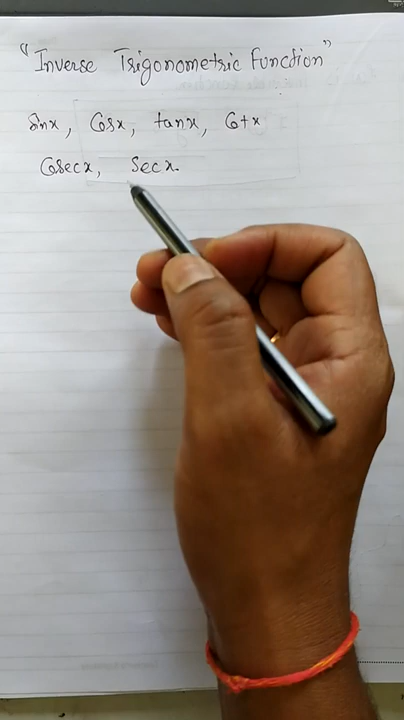 "Inverse Trigonometric Function"
Sinx, Cosx, tanx, Cotx
Cosecx, Secx.